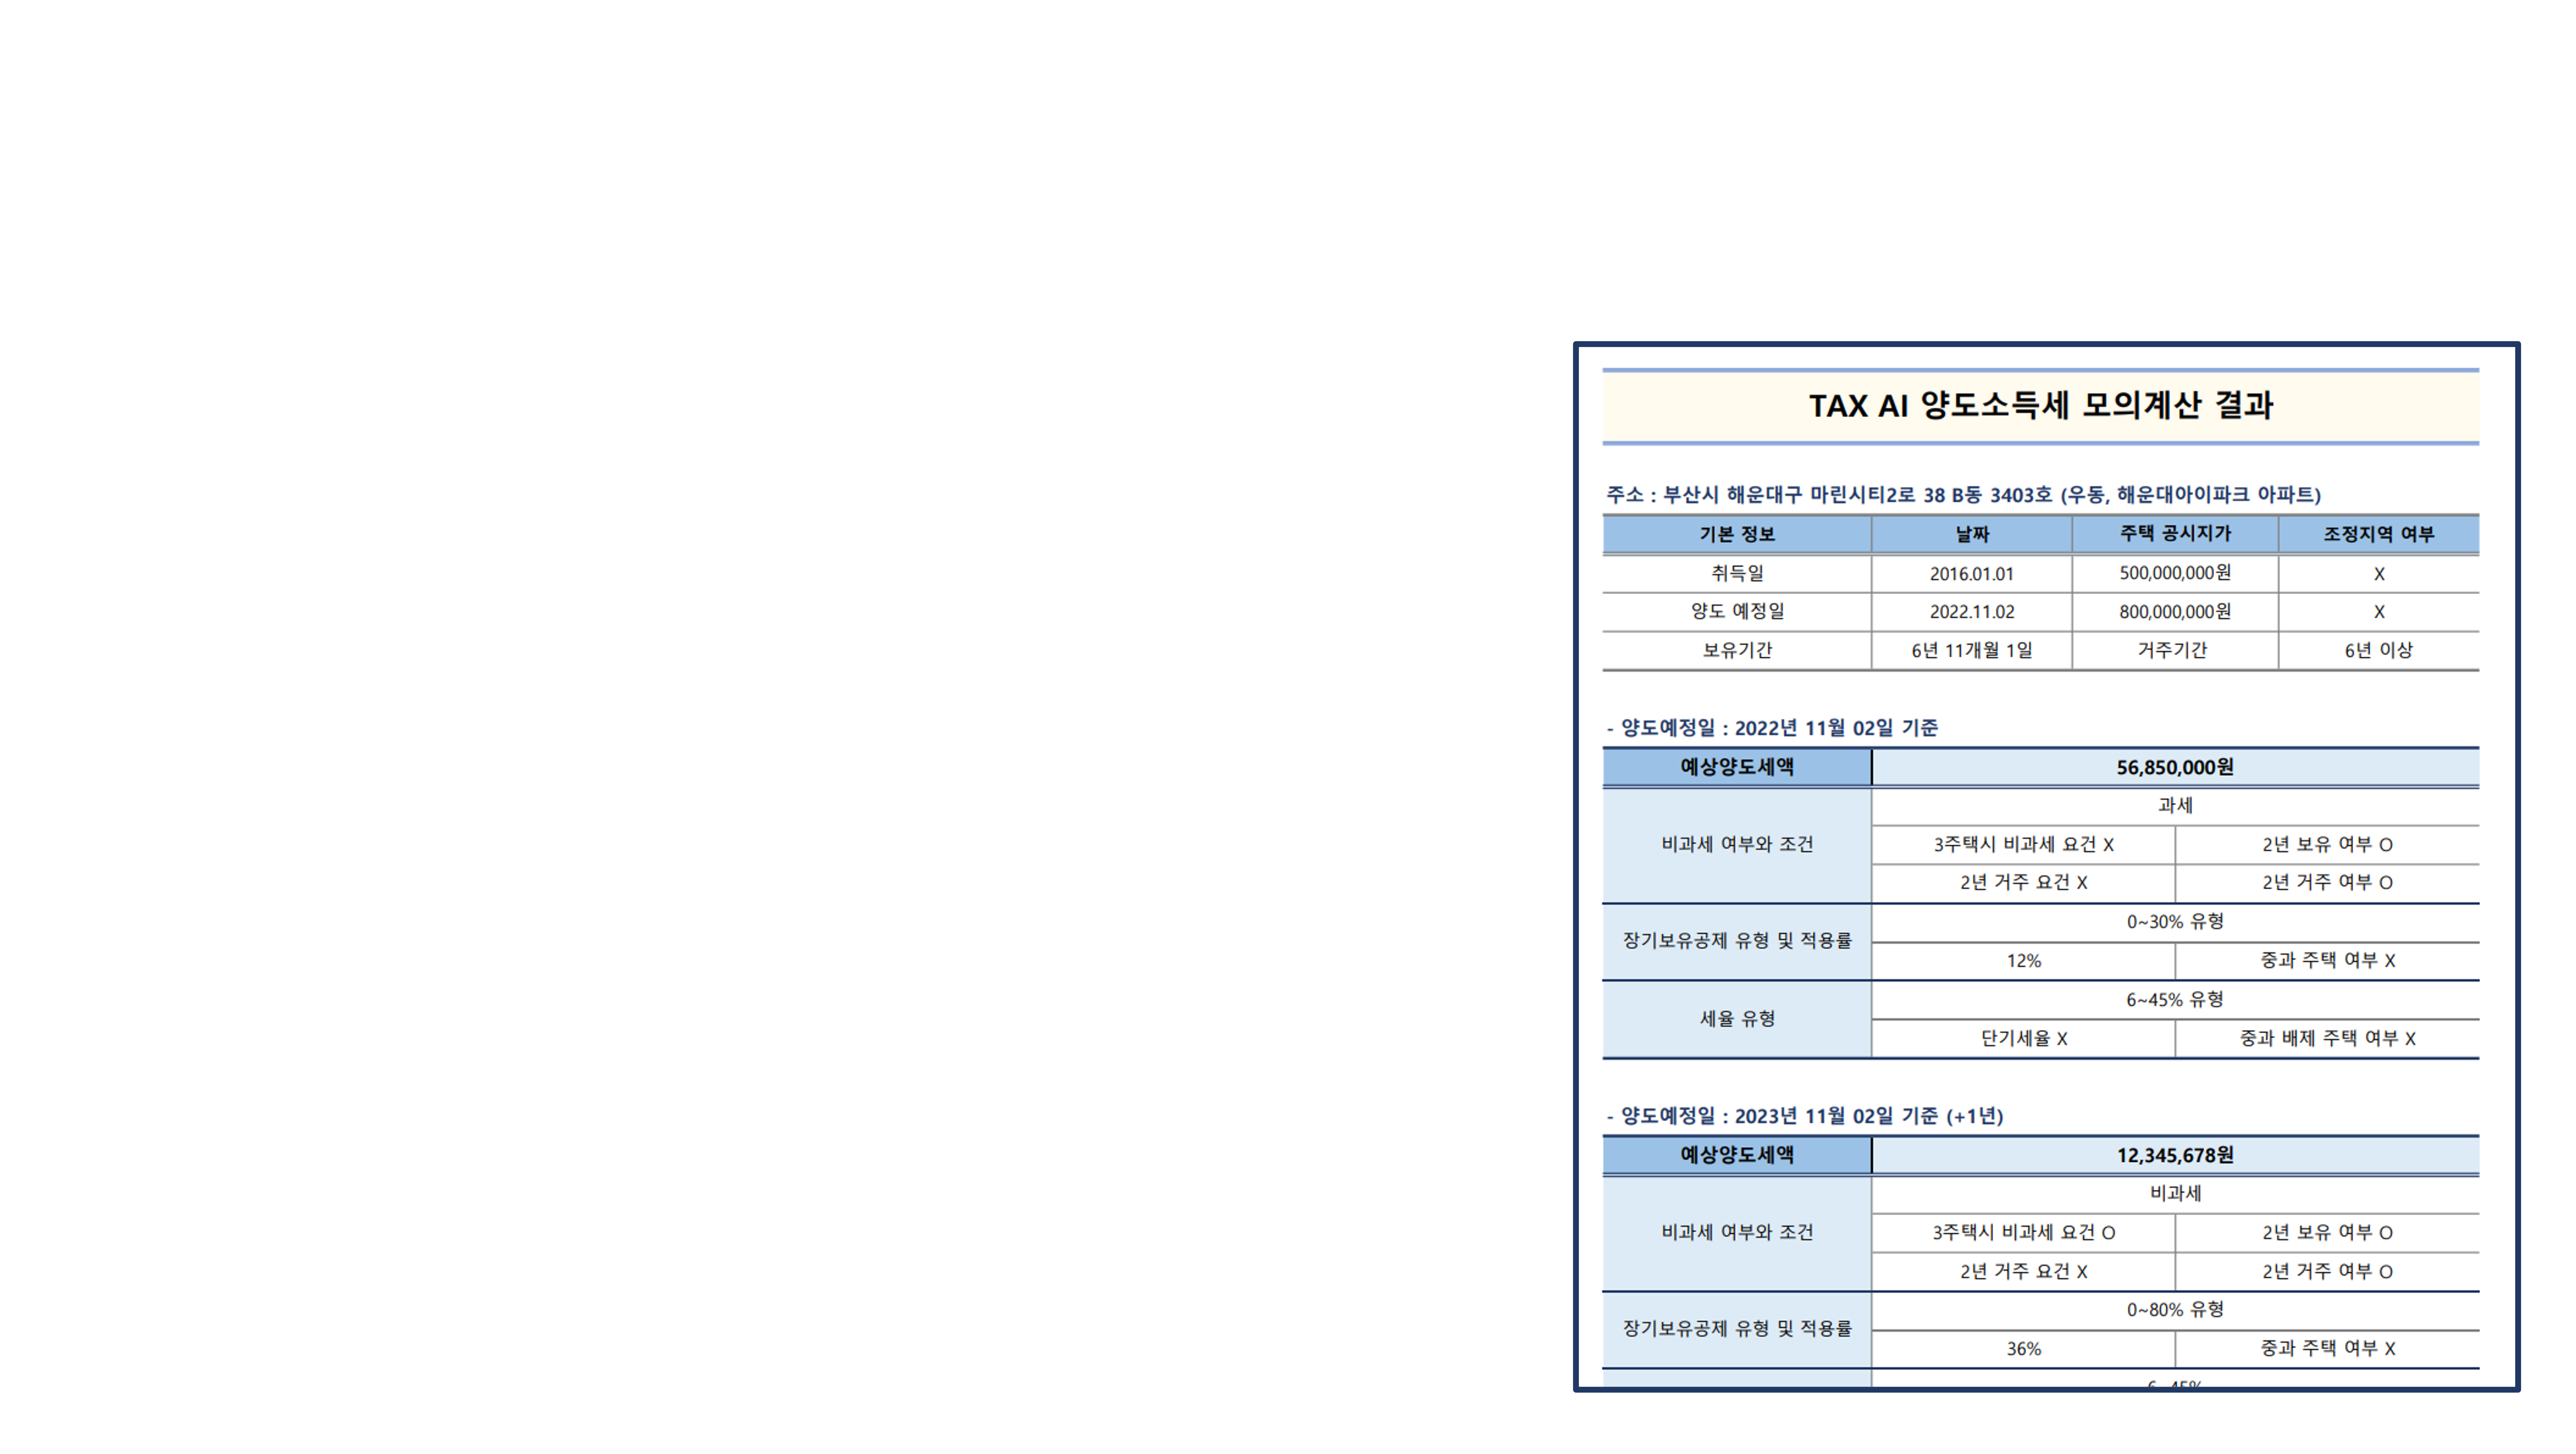 TAX AI 양도소득세 모의계산 결과
주소 : 부산시 해운대구 마린시티2로 38 B동 3403호 (우동, 해운대아이파크 아파트)
기본 정보 날짜 주택 공시지가 조정지역 여부
취득일 2016.01.01 500,000,000원 X
양도 예정일 2022.11.02 800,000,000원 X
보유기간 6년 11개월 1일 거주기간 6년 이상
- 양도예정일 : 2022년 11월 02일 기준
예상양도세액 56,850,000원
과세
비과세 여부와 조건 3주택시 비과세 요건 X 2년 보유 여부 O
2년 거주 요건 X 2년 거주 여부 O
0~30% 유형
장기보유공제 유형 및 적용률
12% 중과 주택 여부 X
6~45% 유형
세율 유형
단기세율 X 중과 배제 주택 여부 X
- 양도예정일 : 2023년 11월 02일 기준 (+1년)
예상양도세액 12,345,678원
비과세
비과세 여부와 조건 3주택시 비과세 요건 O 2년 보유 여부 O
2년 거주 요건 X 2년 거주 여부 O
0~80% 유형
장기보유공제 유형 및 적용률
36% 중과 주택 여부 X